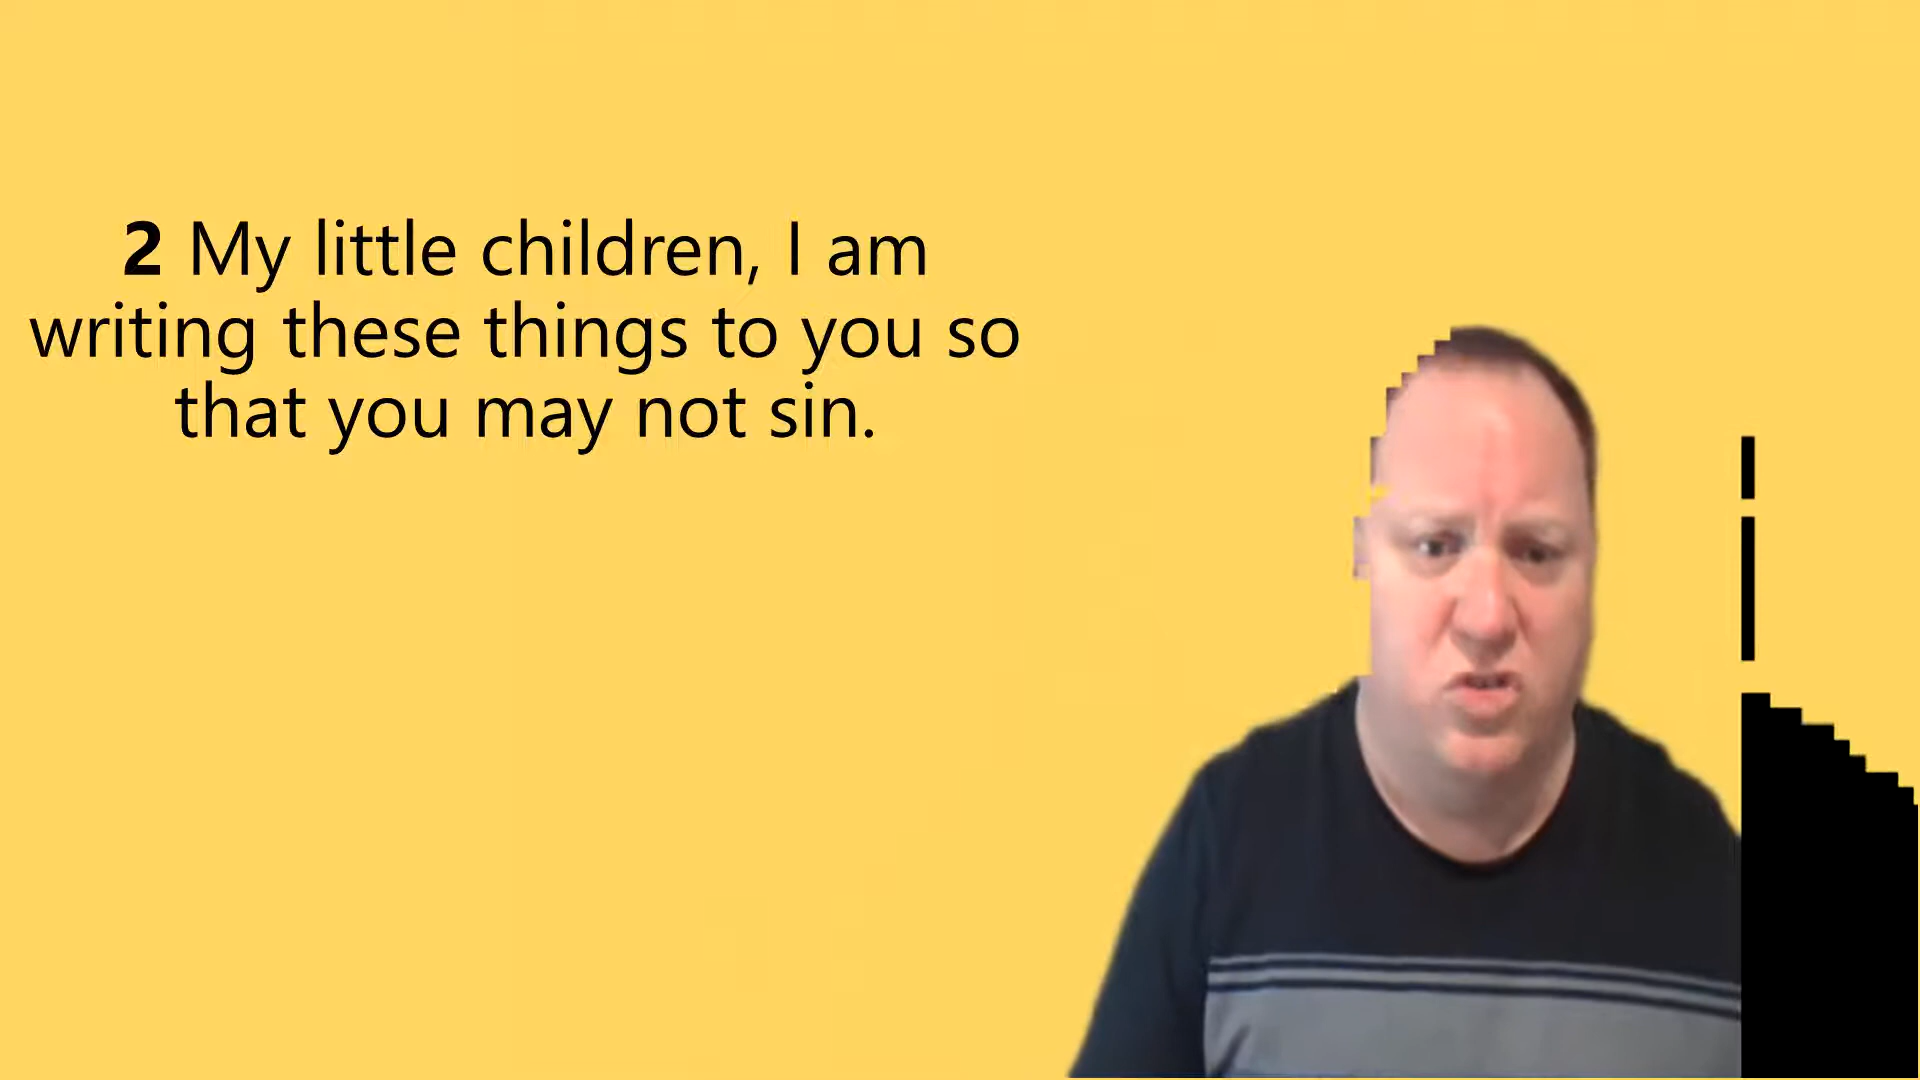 2 My little children, I am
writing these things to you so
that you may not sin.